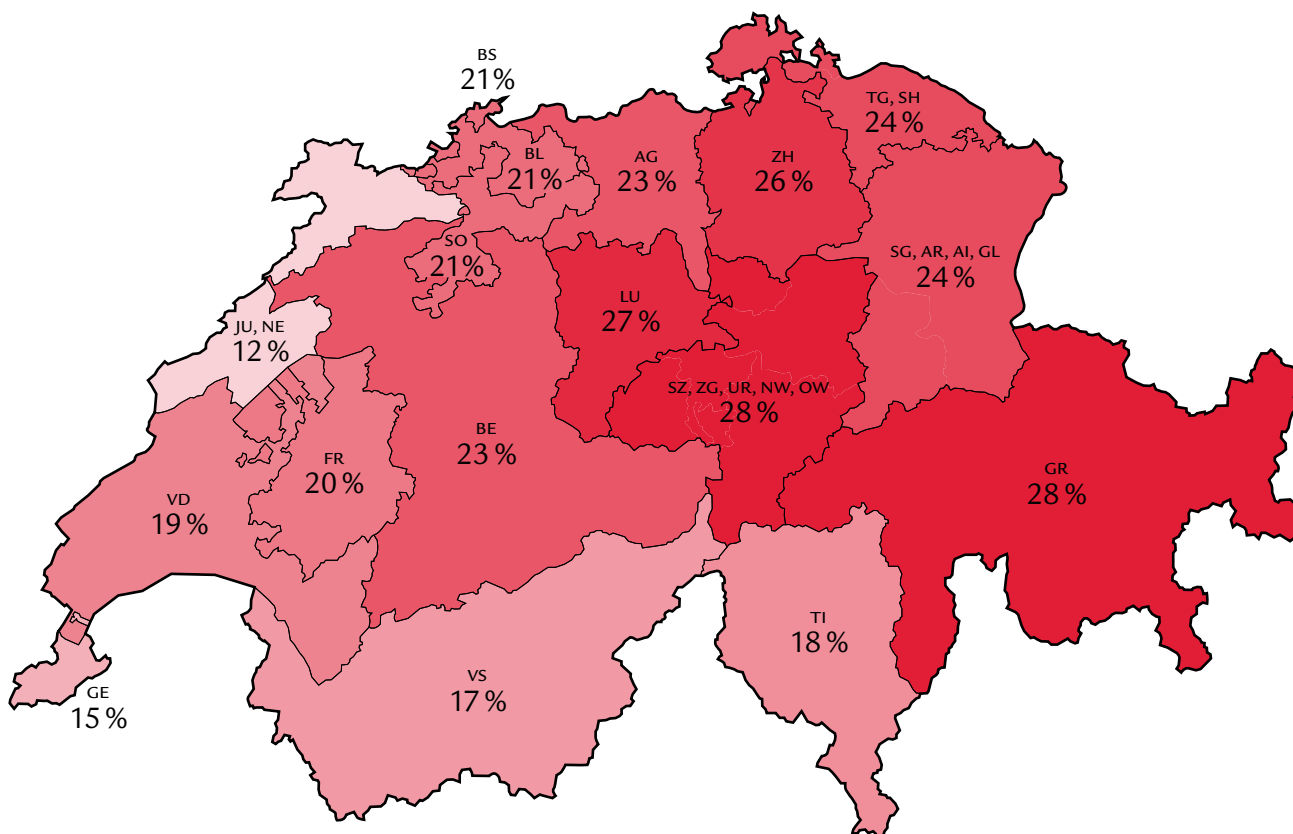 BS
21%
TG, SH
24 %
BL
21%
AG
23 %
ZH
26 %
SO
21%
SG, AR, AI, GL
24 %
LU
27 %
JU, NE
12 %
SZ, ZG, UR, NW, OW
28 %
BE
23 %
FR
20 %
GR
28 %
VD
19 %
TI
18 %
VS
17 %
GE
15 %